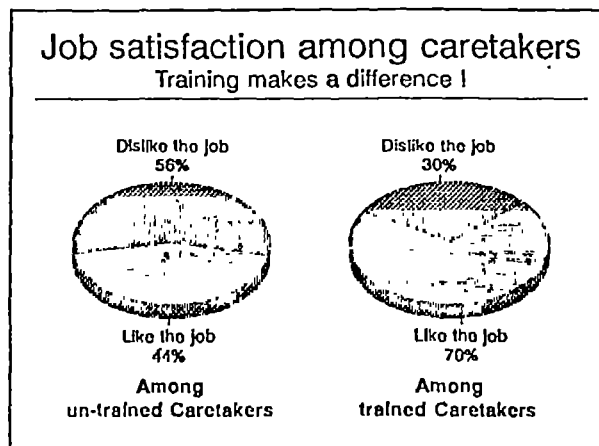 Job satisfaction among caretakers
Training makes a difference !
Dislike the job
56%
Like the job
44%
Among
un-trained Caretakers
Dislike the job
30%
Like the job
70%
Among
trained Caretakers